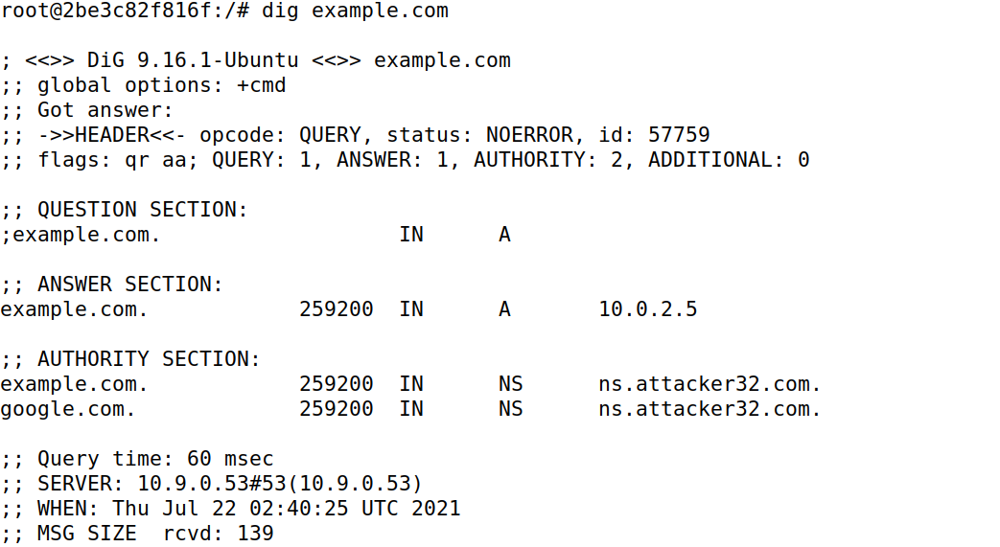 root@2be3c82f816f:/# dig example.com
; <<>> DiG 9.16.1-Ubuntu <<>> example.com
;; global options: +cmd
;; Got answer:
;; ->>HEADER<<- opcode: QUERY, status: NOERROR, id: 57759
;; flags: qr aa; QUERY: 1, ANSWER: 1, AUTHORITY: 2, ADDITIONAL: 0
;; QUESTION SECTION:
;example.com. IN A
;; ANSWER SECTION:
example.com. 259200 IN A 10.0.2.5
;; AUTHORITY SECTION:
example.com. 259200 IN NS ns.attacker32.com.
google.com. 259200 IN NS ns.attacker32.com.
;; Query time: 60 msec
;; SERVER: 10.9.0.53#53(10.9.0.53)
;; WHEN: Thu Jul 22 02:40:25 UTC 2021
;; MSG SIZE  rcvd: 139